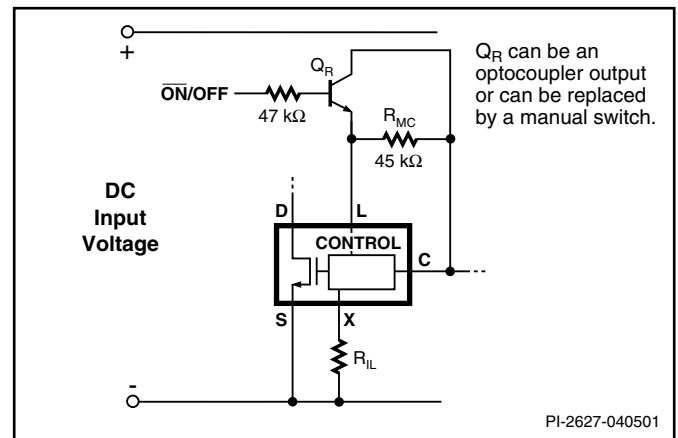 +
Q_R
Q_R can be an
optocoupler output
or can be replaced
by a manual switch.
O̅N̅/OFF
47 kΩ
R_MC
45 kΩ
DC
Input
Voltage
D
L
CONTROL
C
S
X
R_IL
-
PI-2627-040501